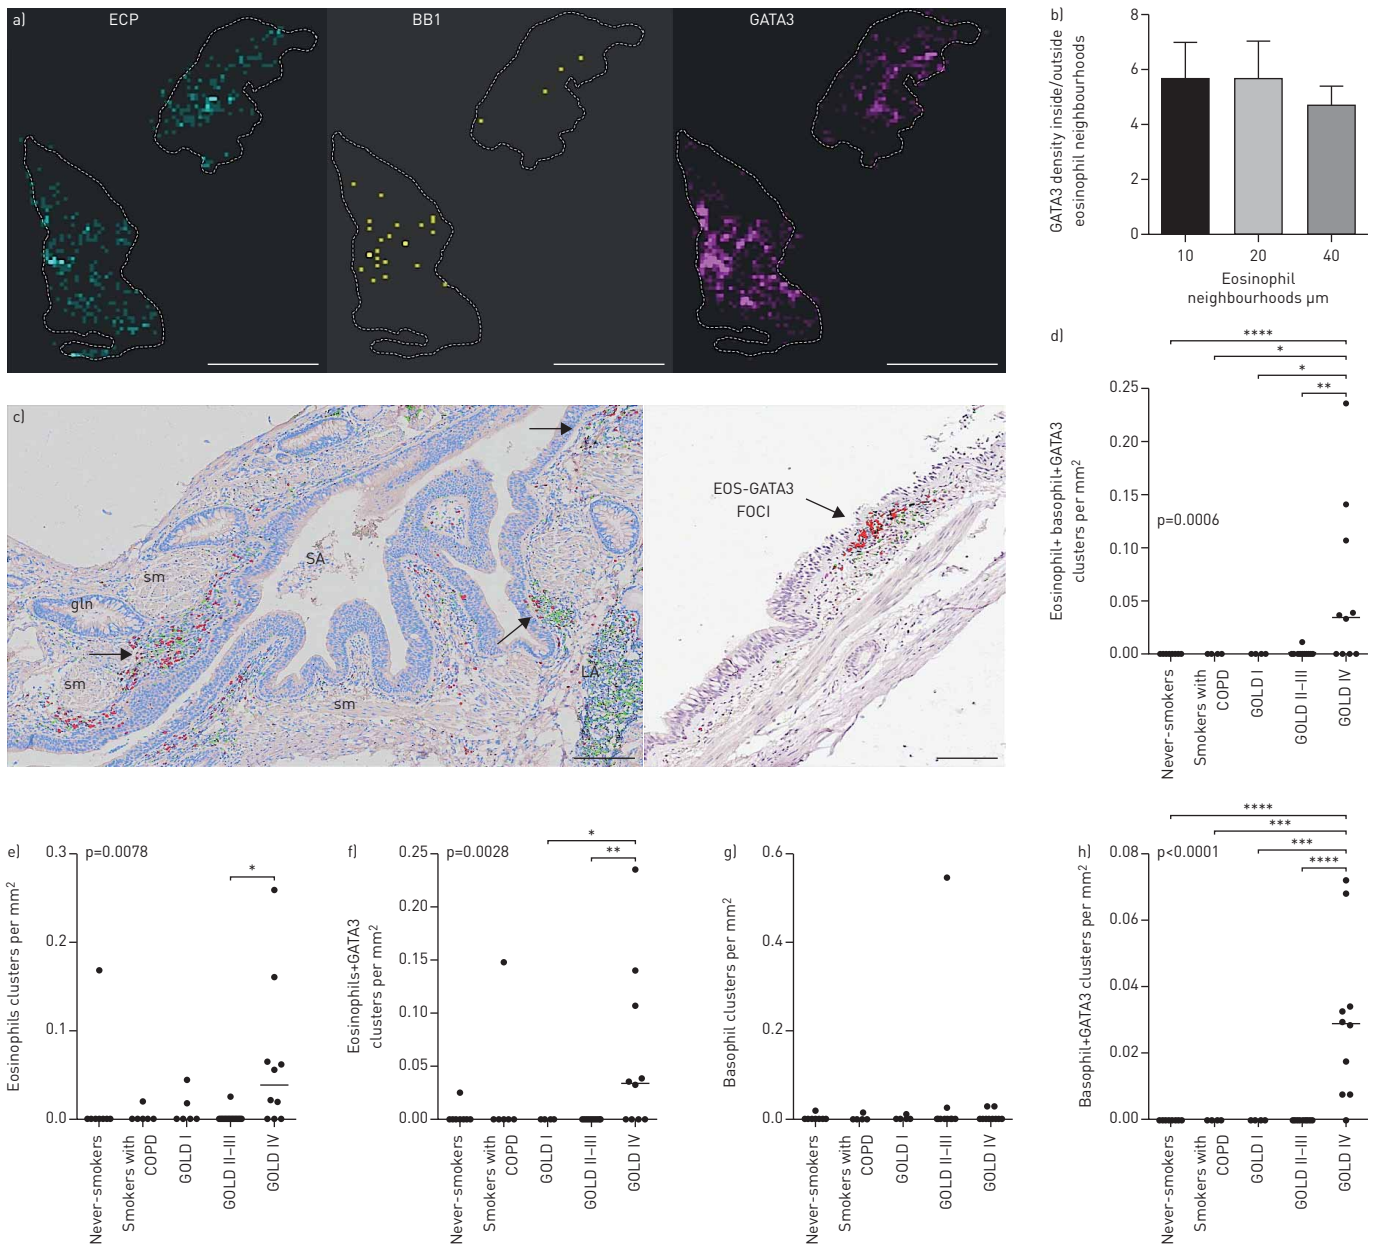 a)
ECP
BB1
GATA3
b)
GATA3 density inside/outside
eosinophil neighbourhoods
8
6
4
2
0
10
20
40
Eosinophil
neighbourhoods µm
c)
SA
sm
gln
sm
sm
LA
EOS-GATA3
FOCI
d)
****
*
*
**
Eosinophil+ basophil+GATA3
clusters per mm2
0.25
0.20
0.15
0.10
0.05
0.00
p=0.0006
Never-smokers
Smokers with
COPD
GOLD I
GOLD II–III
GOLD IV
e)
Eosinophils clusters per mm2
0.3
0.2
0.1
0.0
p=0.0078
*
Never-smokers
Smokers with
COPD
GOLD I
GOLD II–III
GOLD IV
f)
Eosinophils+GATA3
clusters per mm2
0.25
0.20
0.15
0.10
0.05
0.00
p=0.0028
*
**
Never-smokers
Smokers with
COPD
GOLD I
GOLD II–III
GOLD IV
g)
Basophil clusters per mm2
0.6
0.4
0.2
0.0
Never-smokers
Smokers with
COPD
GOLD I
GOLD II–III
GOLD IV
h)
****
***
***
****
Basophil+GATA3 clusters per mm2
0.08
0.06
0.04
0.02
0.00
p<0.0001
Never-smokers
Smokers with
COPD
GOLD I
GOLD II–III
GOLD IV